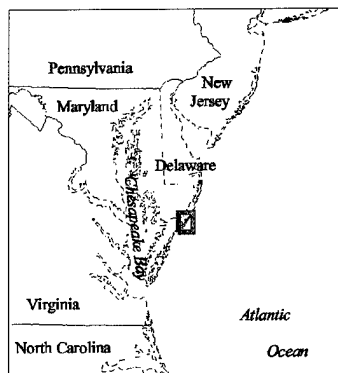 Pennsylvania
New
Jersey
Maryland
Delaware
Chesapeake Bay
Virginia
Atlantic
Ocean
North Carolina